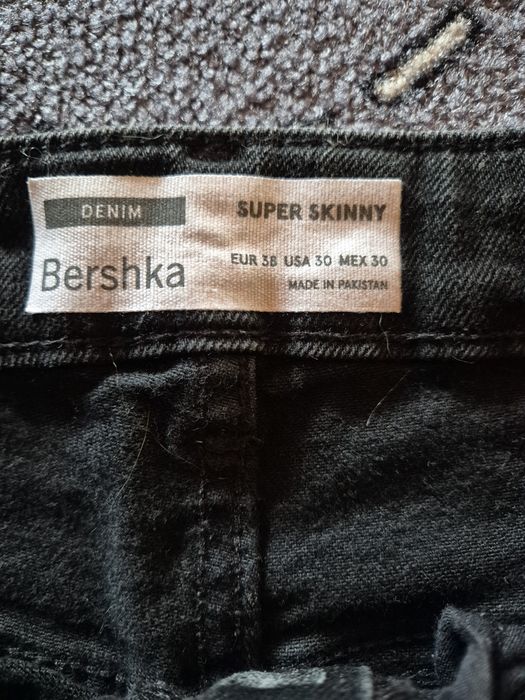 DENIM
SUPER SKINNY
Bershka
EUR 38 USA 30 MEX 30
MADE IN PAKISTAN